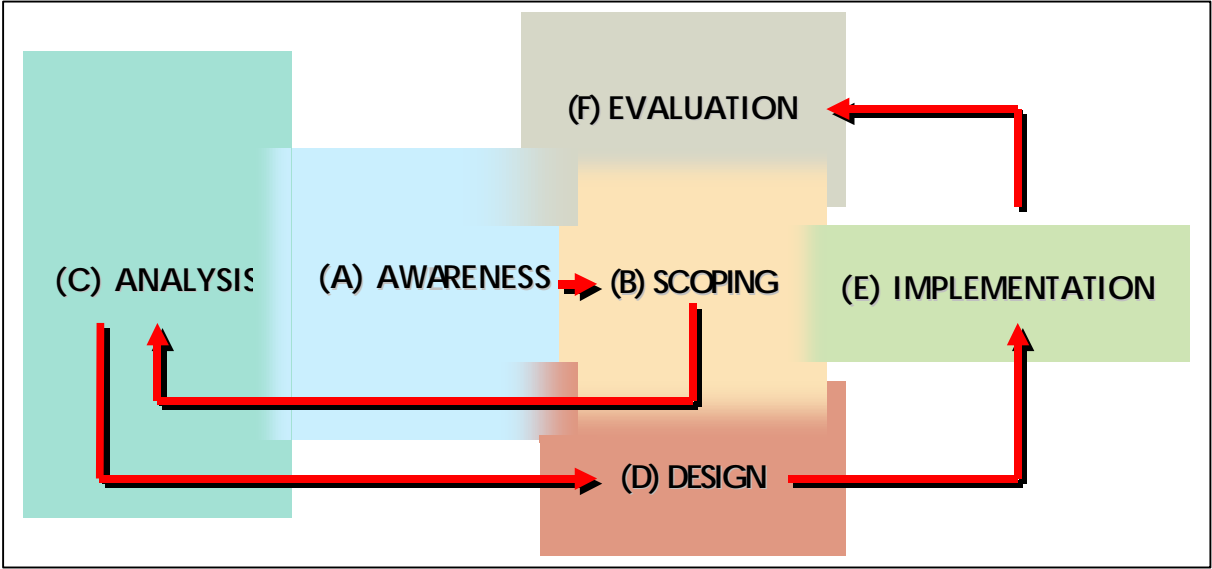 (F) EVALUATION
(C) ANALYSIS
(A) AWARENESS
(B) SCOPING
(E) IMPLEMENTATION
(D) DESIGN